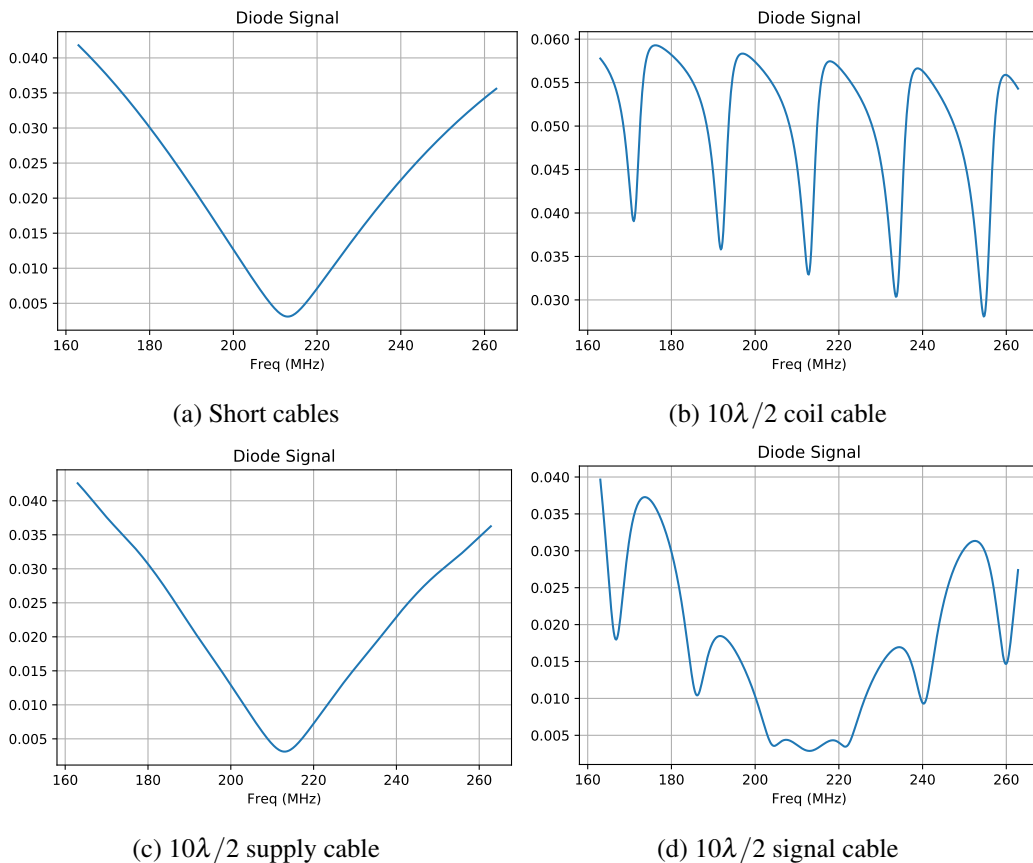 Diode Signal
0.040
0.035
0.030
0.025
0.020
0.015
0.010
0.005
160 180 200 220 240 260
Freq (MHz)
(a) Short cables
Diode Signal
0.060
0.055
0.050
0.045
0.040
0.035
0.030
160 180 200 220 240 260
Freq (MHz)
(b) 10λ/2 coil cable
Diode Signal
0.040
0.035
0.030
0.025
0.020
0.015
0.010
0.005
160 180 200 220 240 260
Freq (MHz)
(c) 10λ/2 supply cable
Diode Signal
0.040
0.035
0.030
0.025
0.020
0.015
0.010
0.005
160 180 200 220 240 260
Freq (MHz)
(d) 10λ/2 signal cable